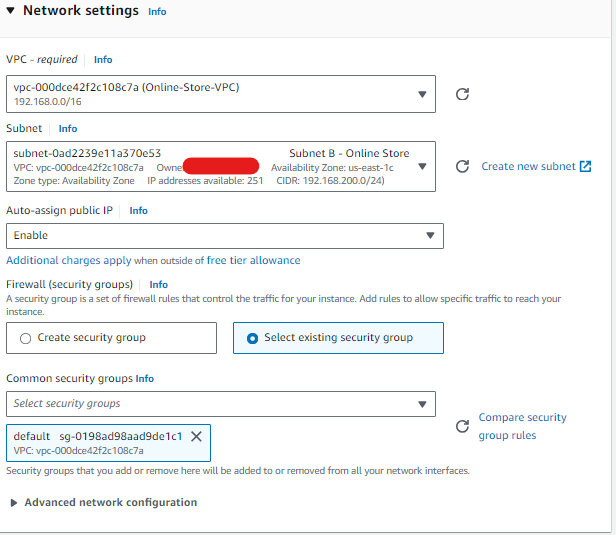 Network settings Info
VPC - required Info
vpc-000dce42f2c108c7a (Online-Store-VPC)
192.168.0.0/16
Subnet Info
subnet-0ad2239e11a370e53 Subnet B - Online Store
VPC: vpc-000dce42f2c108c7a Owne Availability Zone: us-east-1c
Zone type: Availability Zone IP addresses available: 251 CIDR: 192.168.200.0/24)
Create new subnet
Auto-assign public IP Info
Enable
Additional charges apply when outside of free tier allowance
Firewall (security groups) Info
A security group is a set of firewall rules that control the traffic for your instance. Add rules to allow specific traffic to reach your
instance.
Create security group
Select existing security group
Common security groups Info
Select security groups
Compare security
group rules
default sg-0198ad98aad9de1c1
VPC: vpc-000dce42f2c108c7a
Security groups that you add or remove here will be added to or removed from all your network interfaces.
Advanced network configuration